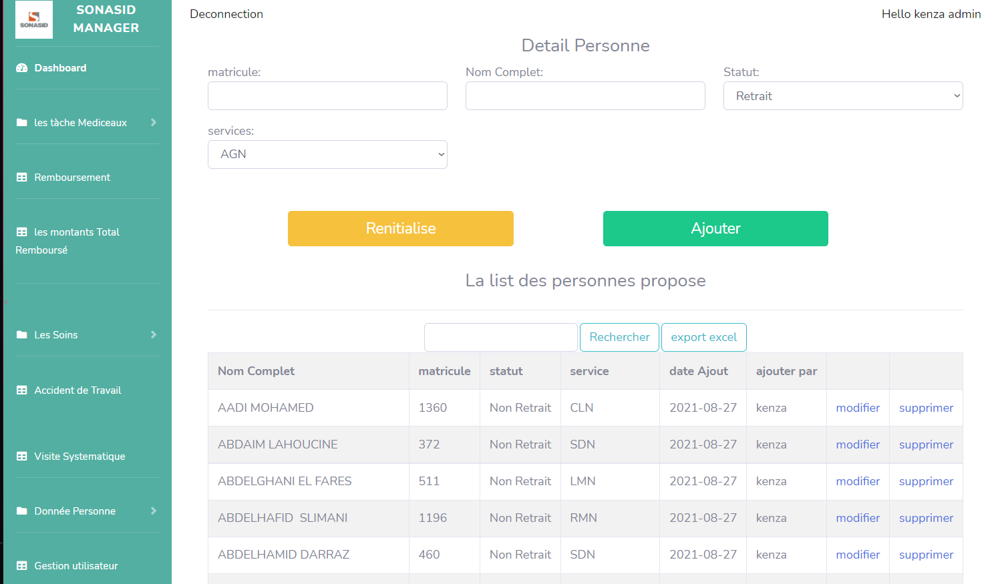 SONASID
SONASID MANAGER
Dashboard
les tàche Mediceaux
Remboursement
les montants Total
Remboursé
Les Soins
Accident de Travail
Visite Systematique
Donnée Personne
Gestion utilisateur
Deconnection
Hello kenza admin
Detail Personne
matricule: Nom Complet: Statut:
Retrait
services:
AGN
Renitialise Ajouter
La list des personnes propose
Rechercher export excel
Nom Complet matricule statut service date Ajout ajouter par
AADI MOHAMED 1360 Non Retrait CLN 2021-08-27 kenza modifier supprimer
ABDAIM LAHOUCINE 372 Non Retrait SDN 2021-08-27 kenza modifier supprimer
ABDELGHANI EL FARES 511 Non Retrait LMN 2021-08-27 kenza modifier supprimer
ABDELHAFID  SLIMANI 1196 Non Retrait RMN 2021-08-27 kenza modifier supprimer
ABDELHAMID DARRAZ 460 Non Retrait SDN 2021-08-27 kenza modifier supprimer